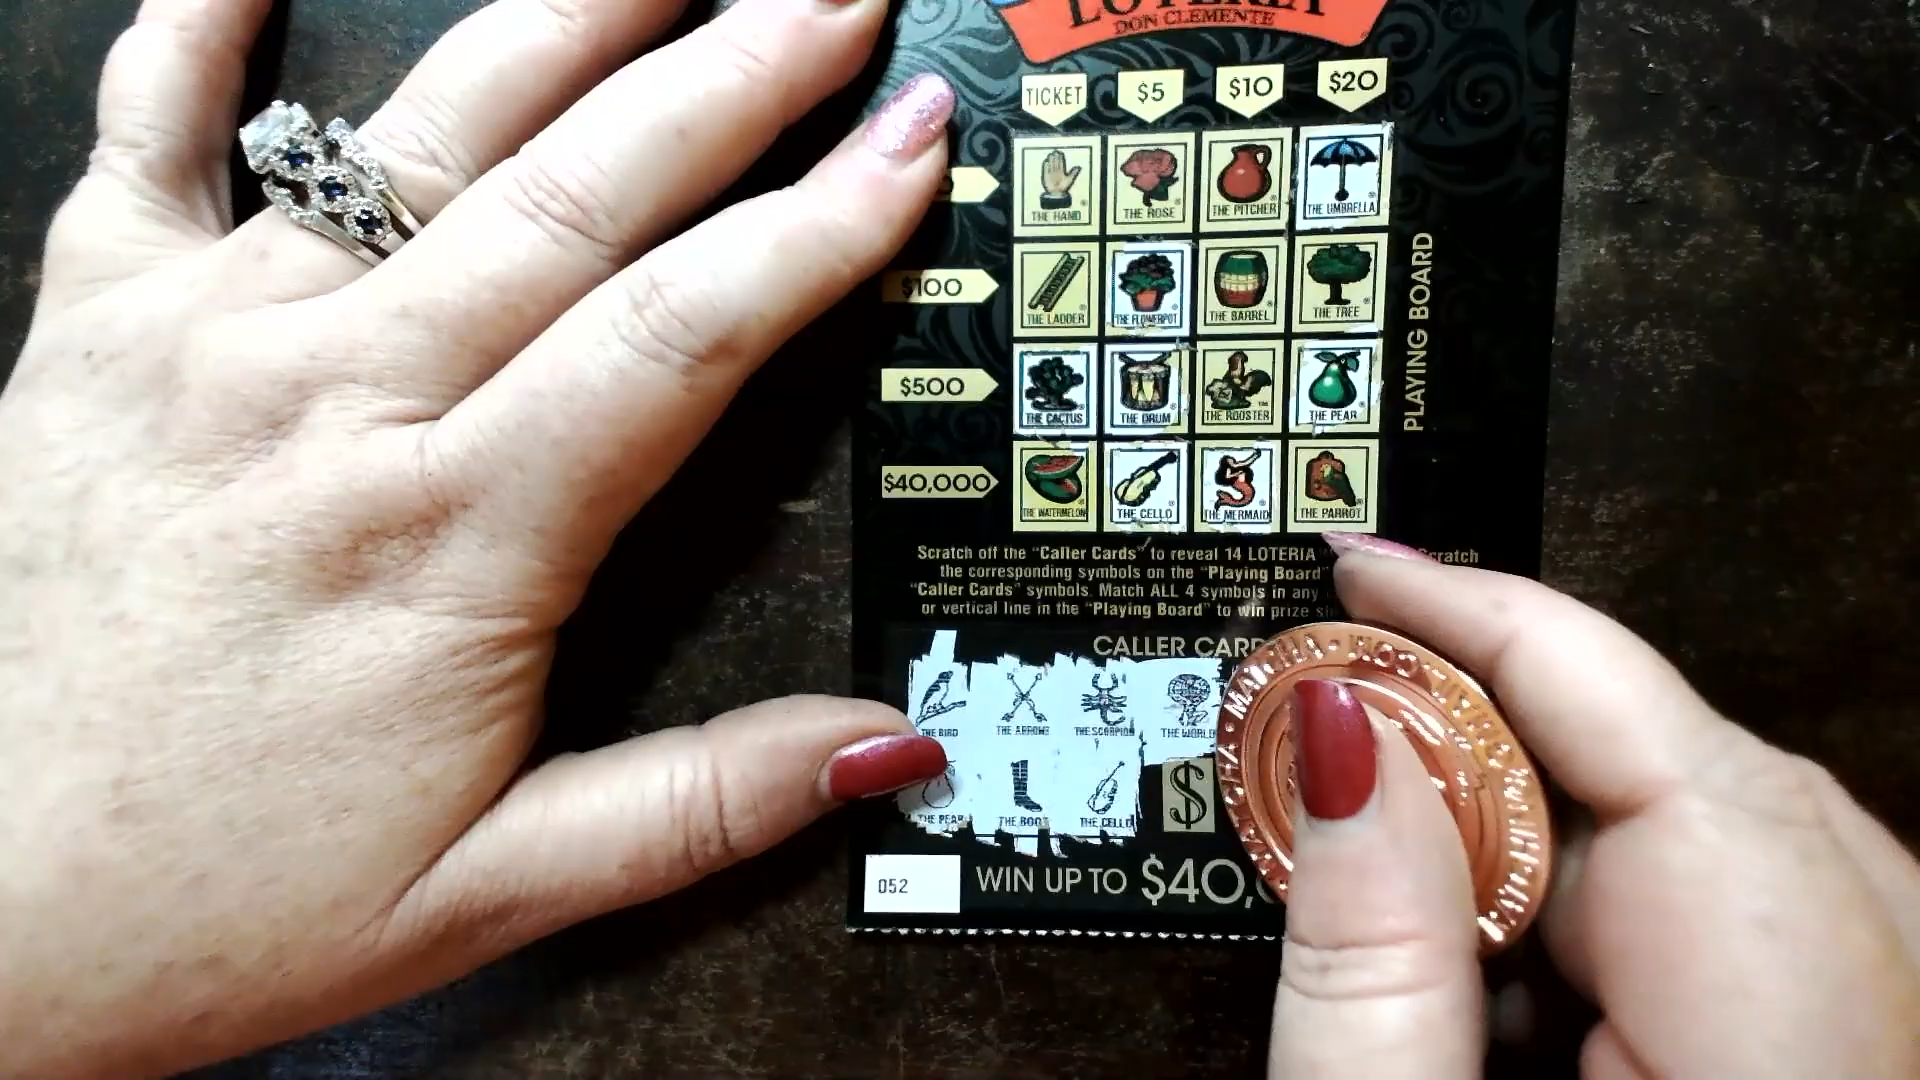 DON CLEMENTE
TICKET $5 $10 $20
THE HAND THE ROSE THE PITCHER THE UMBRELLA
$100
THE LADDER THE FLOWERPOT THE BARREL THE TREE
$500
THE CACTUS THE DRUM THE ROOSTER THE PEAR
$40,000
THE WATERMELON THE CELLO THE MERMAID THE PARROT
PLAYING BOARD
Scratch off the "Caller Cards" to reveal 14 LOTERIA
the corresponding symbols on the "Playing Board"
"Caller Cards" symbols. Match ALL 4 symbols in any
or vertical line in the "Playing Board" to win prize
CALLER
THE BIRD THE ARROWS THE SCORPION THE WORLD
THE PEAR THE BOOT THE CELLO $
052 WIN UP TO $40,